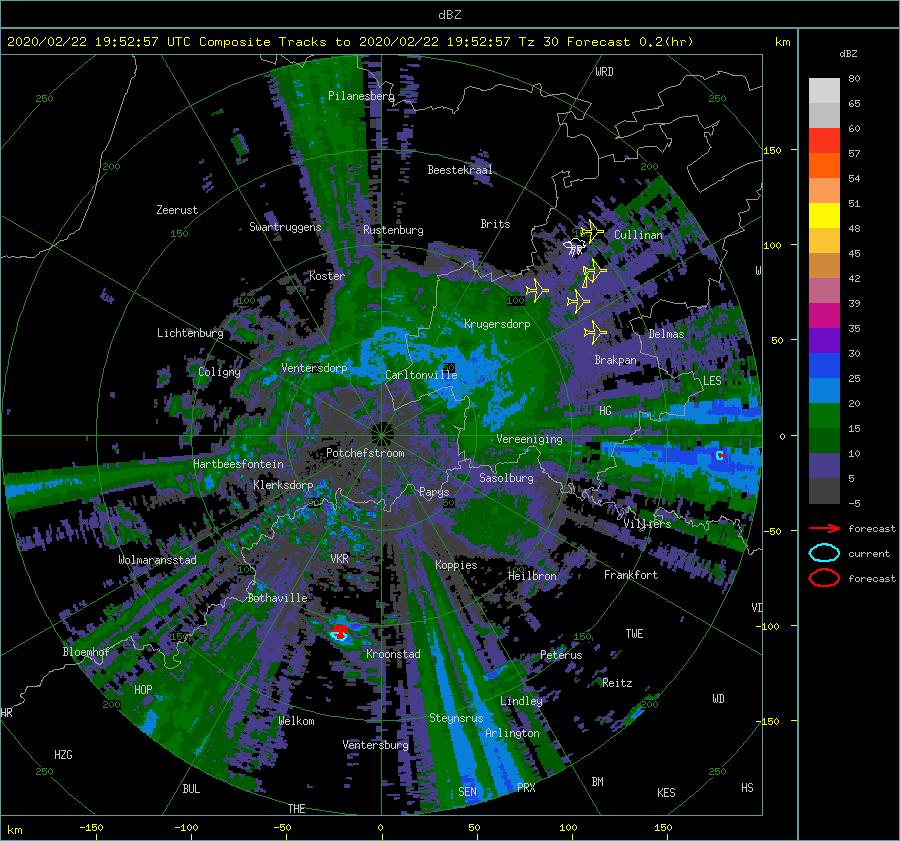 dBZ
2020/02/22 19:52:57 UTC Composite Tracks to 2020/02/22 19:52:57 Tz 30 Forecast 0.2(hr) km
dBZ
WRD
80
250 Pilanesberg 250
65
60
150
57
200 Beestekraal 200
54
Zeerust
51
Swartruggens Rustenburg Brits
150 Cullinan
48
100
45
Koster W
42
100 100
39
Lichtenburg Krugersdorp Delmas
35
50
30
Ventersdorp Brakpan
Coligny Carltonville 50 LES
25
20
HG
15
Vereeniging 0
10
Potchefstroom
Hartbeesfontein
5
Klerksdorp Sasolburg
Parys
-5
50 50
Villiers
forecast
-50
current
Wolmaransstad VKR Koppies
100 100 Heilbron Frankfort
forecast
Bothaville
VI
-100
150 150 TWE
Bloemhof Kroonstad Peterus
HOP Reitz
200 Lindley 200 WD
HR Welkom Steynsrus
-150
Arlington
HZG Ventersburg
250 250
BUL SEN PRX BM KES HS
THE
km -150 -100 -50 0 50 100 150